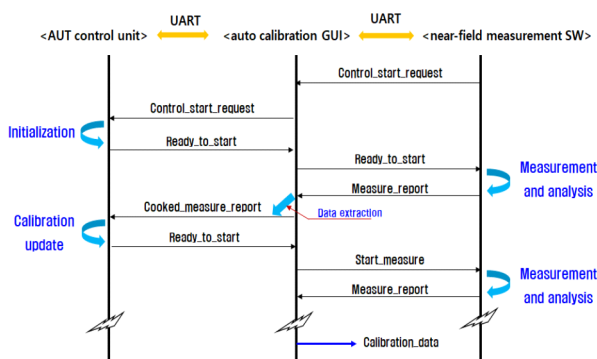 UART
UART
<AUT control unit>
<auto calibration GUI>
<near-field measurement SW>
Control_start_request
Control_start_request
Initialization
Ready_to_start
Ready_to_start
Measurement
and analysis
Measure_report
Cooked_measure_report
Data extraction
Calibration
update
Ready_to_start
Start_measure
Measurement
and analysis
Measure_report
Calibration_data